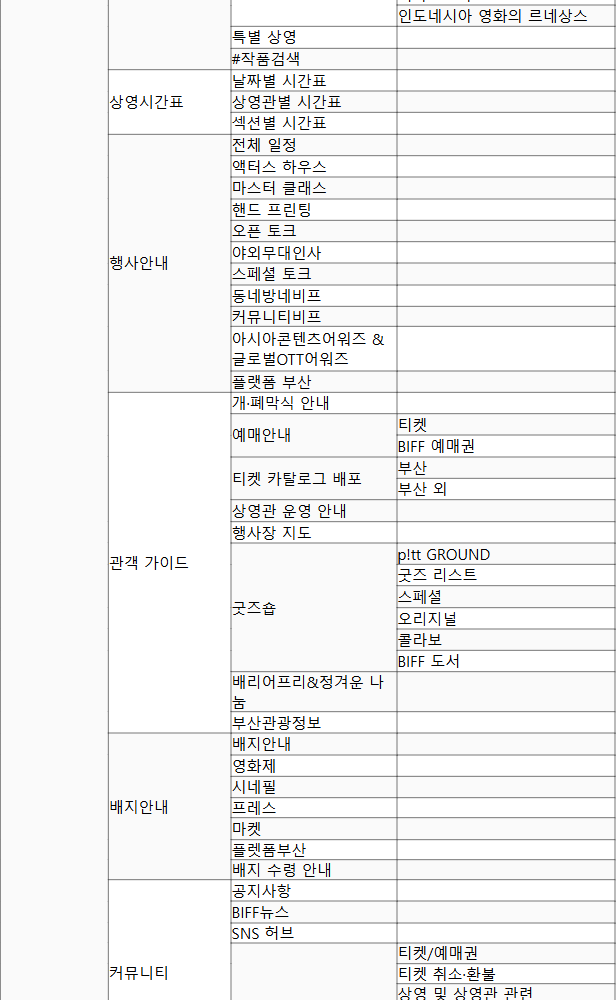 인도네시아 영화의 르네상스
특별 상영
#작품검색
상영시간표
날짜별 시간표
상영관별 시간표
섹션별 시간표
행사안내
전체 일정
액터스 하우스
마스터 클래스
핸드 프린팅
오픈 토크
야외무대인사
스페셜 토크
동네방네비프
커뮤니티비프
아시아콘텐츠어워즈 &
글로벌OTT어워즈
플랫폼 부산
관객 가이드
개·폐막식 안내
예매안내
티켓
BIFF 예매권
티켓 카탈로그 배포
부산
부산 외
상영관 운영 안내
행사장 지도
굿즈숍
p!tt GROUND
굿즈 리스트
스페셜
오리지널
콜라보
BIFF 도서
배리어프리&정겨운 나
눔
부산관광정보
배지안내
배지안내
영화제
시네필
프레스
마켓
플렛폼부산
배지 수령 안내
커뮤니티
공지사항
BIFF뉴스
SNS 허브
티켓/예매권
티켓 취소·환불
상영 및 상영관 관련